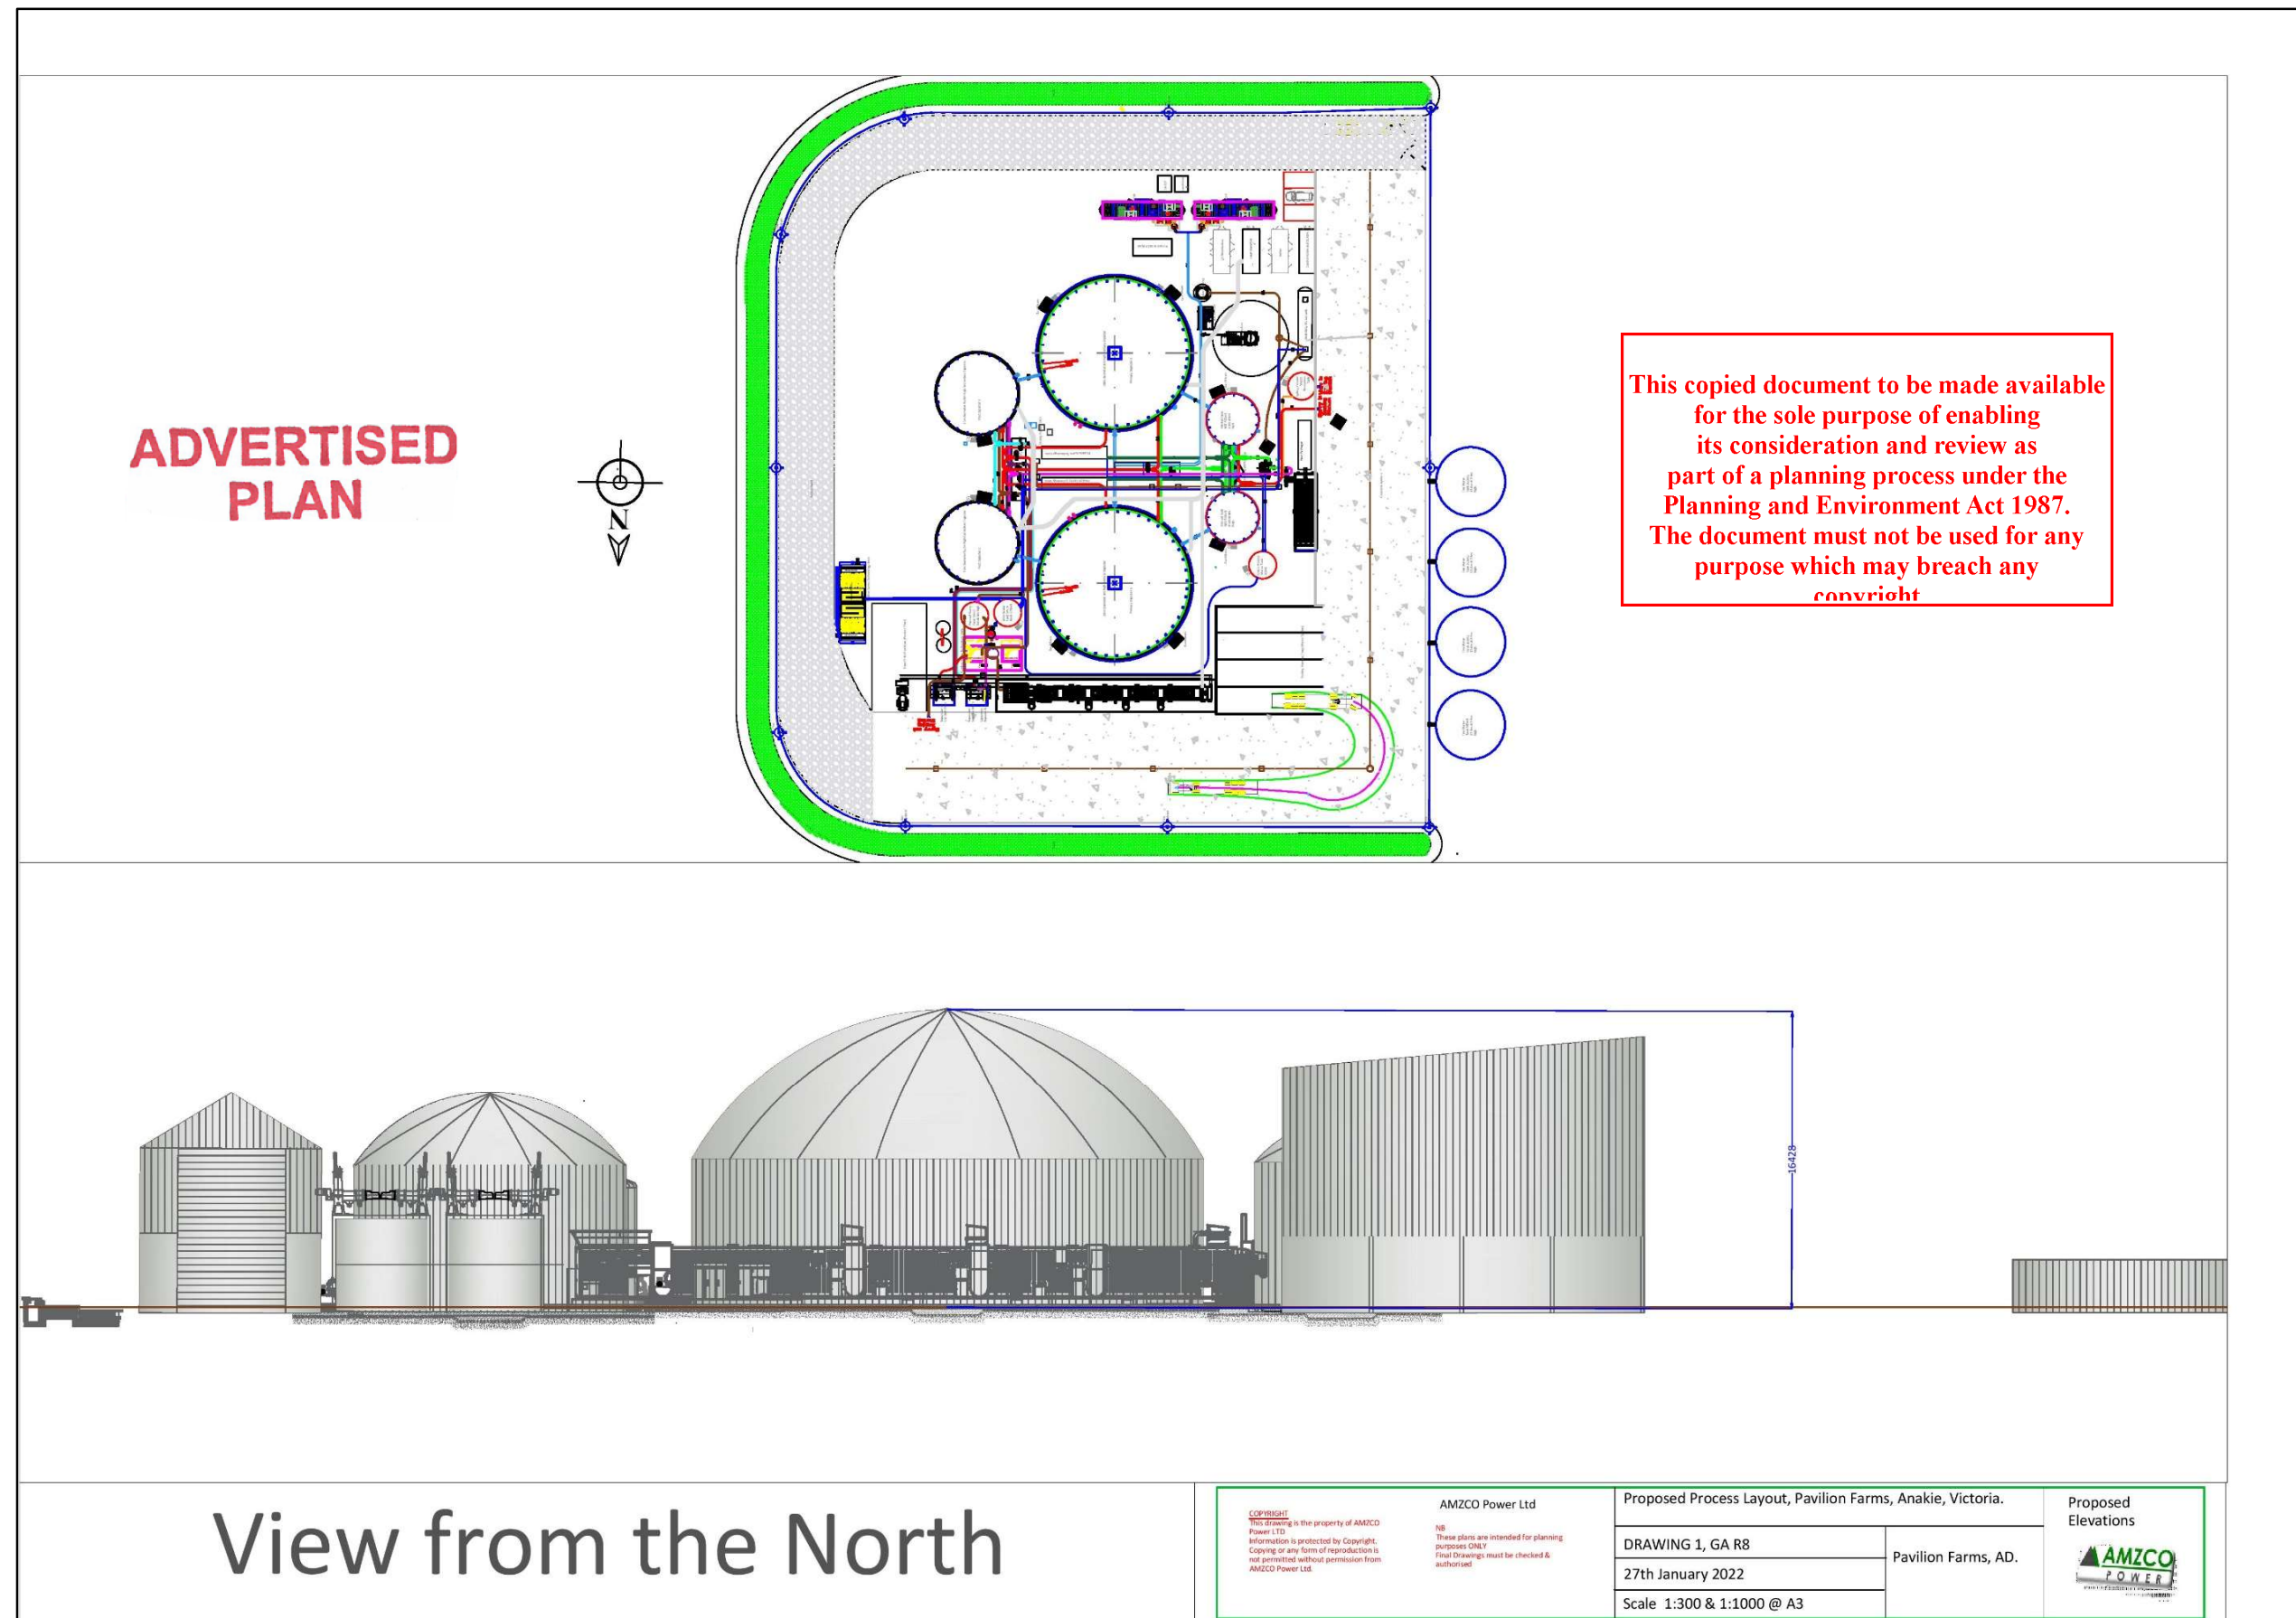 ADVERTISED
PLAN
N
This copied document to be made available
for the sole purpose of enabling
its consideration and review as
part of a planning process under the
Planning and Environment Act 1987.
The document must not be used for any
purpose which may breach any
copyright
16428
View from the North
COPYRIGHT
This drawing is the property of AMZCO
Power LTD
Information is protected by Copyright.
Copying or any form of reproduction is
not permitted without permission from
AMZCO Power Ltd.
AMZCO Power Ltd
NB
These plans are intended for planning
purposes ONLY
Final Drawings must be checked &
authorised
Proposed Process Layout, Pavilion Farms, Anakie, Victoria.
DRAWING 1, GA R8
27th January 2022
Scale 1:300 & 1:1000 @ A3
Pavilion Farms, AD.
Proposed
Elevations
AMZCO
POWER